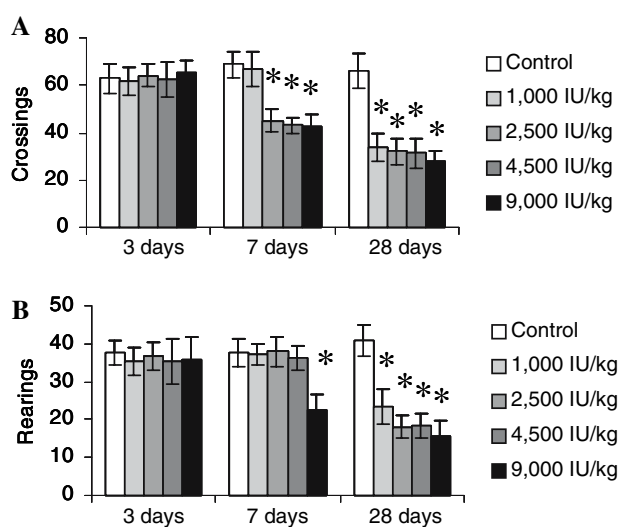 A
80
60
40
20
0
Crossings
* * *
* * * *
3 days 7 days 28 days
Control
1,000 IU/kg
2,500 IU/kg
4,500 IU/kg
9,000 IU/kg
B
50
40
30
20
10
0
Rearings
*
* * * *
3 days 7 days 28 days
Control
1,000 IU/kg
2,500 IU/kg
4,500 IU/kg
9,000 IU/kg